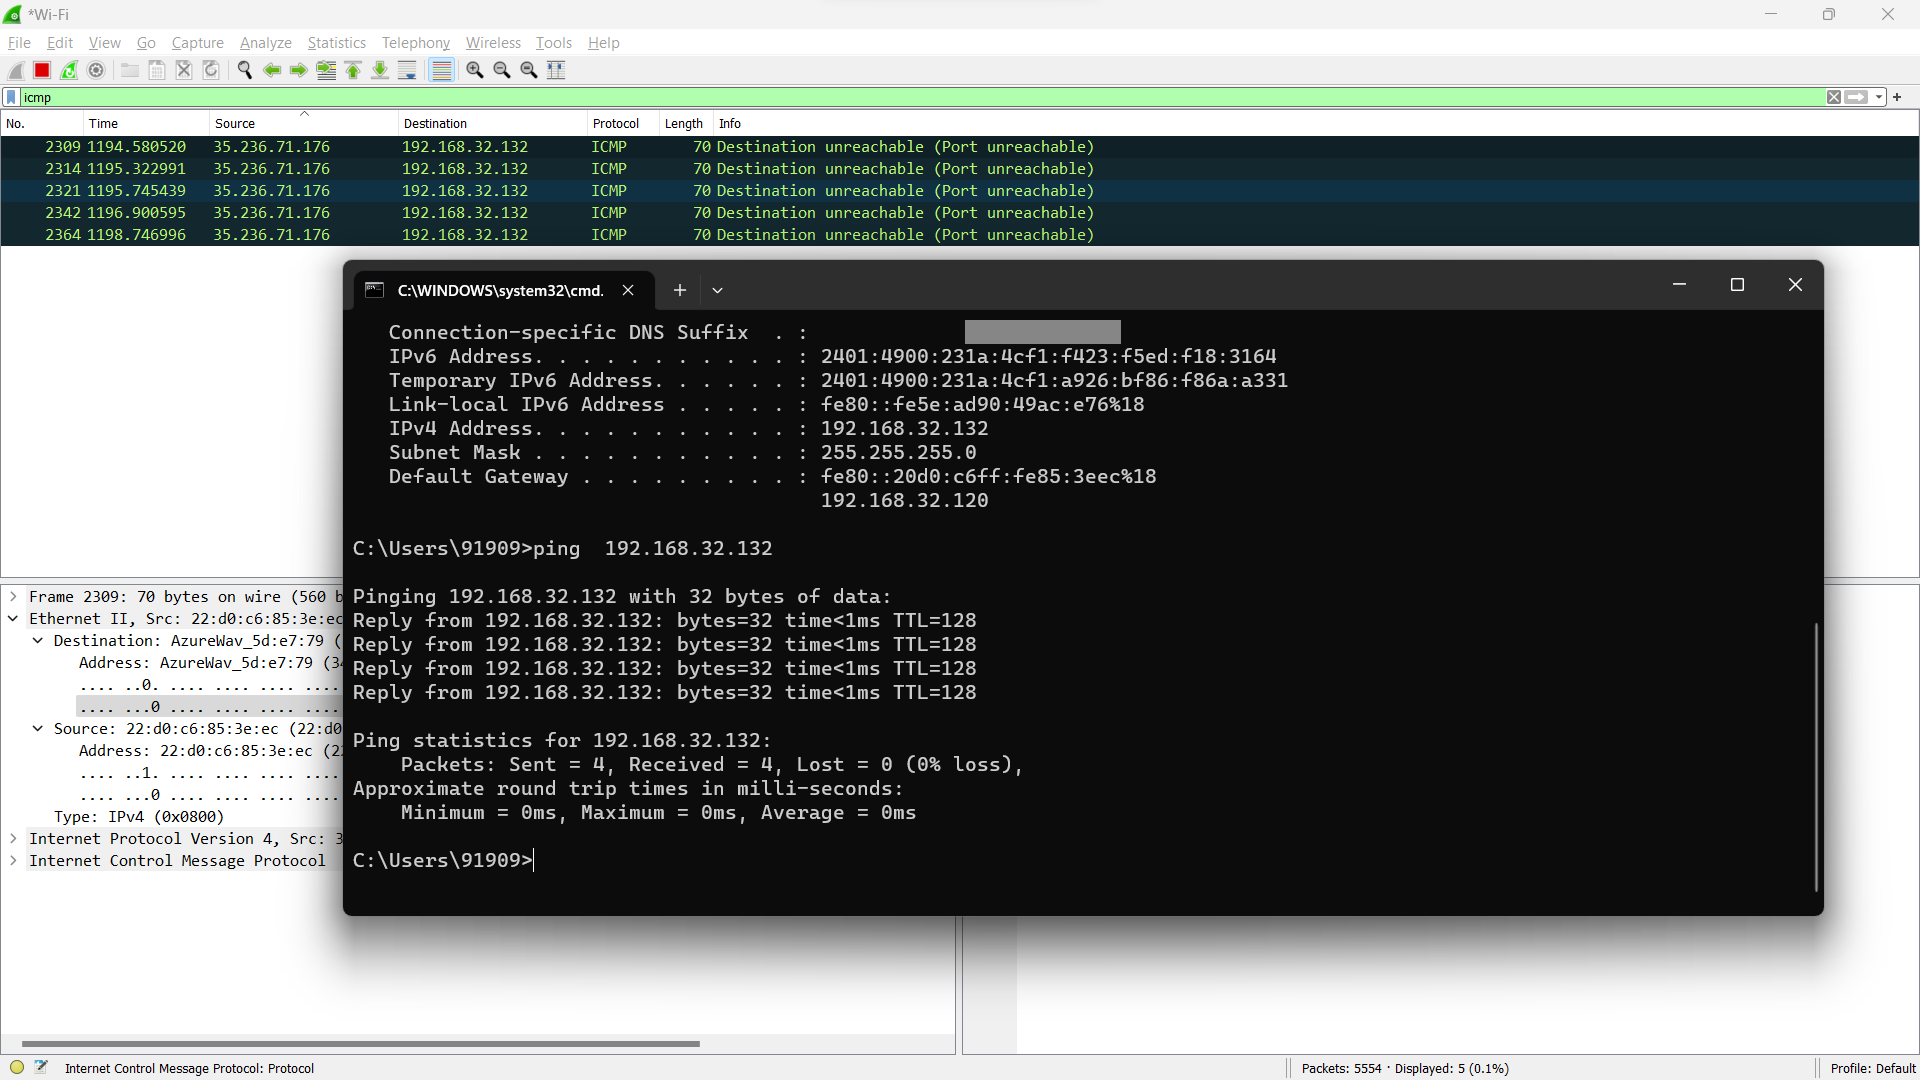 *Wi-Fi
File Edit View Go Capture Analyze Statistics Telephony Wireless Tools Help
icmp
No. Time Source Destination Protocol Length Info
2309 1194.580520 35.236.71.176 192.168.32.132 ICMP 70 Destination unreachable (Port unreachable)
2314 1195.322991 35.236.71.176 192.168.32.132 ICMP 70 Destination unreachable (Port unreachable)
2321 1195.745439 35.236.71.176 192.168.32.132 ICMP 70 Destination unreachable (Port unreachable)
2342 1196.900595 35.236.71.176 192.168.32.132 ICMP 70 Destination unreachable (Port unreachable)
2364 1198.746996 35.236.71.176 192.168.32.132 ICMP 70 Destination unreachable (Port unreachable)
C:\WINDOWS\system32\cmd.
Connection-specific DNS Suffix . :
IPv6 Address. . . . . . . . . . . : 2401:4900:231a:4cf1:f423:f5ed:f18:3164
Temporary IPv6 Address. . . . . . : 2401:4900:231a:4cf1:a926:bf86:f86a:a331
Link-local IPv6 Address . . . . . : fe80::fe5e:ad90:49ac:e76%18
IPv4 Address. . . . . . . . . . . : 192.168.32.132
Subnet Mask . . . . . . . . . . . : 255.255.255.0
Default Gateway . . . . . . . . . : fe80::20d0:c6ff:fe85:3eec%18
192.168.32.120
C:\Users\91909>ping  192.168.32.132
Pinging 192.168.32.132 with 32 bytes of data:
Reply from 192.168.32.132: bytes=32 time<1ms TTL=128
Reply from 192.168.32.132: bytes=32 time<1ms TTL=128
Reply from 192.168.32.132: bytes=32 time<1ms TTL=128
Reply from 192.168.32.132: bytes=32 time<1ms TTL=128
Ping statistics for 192.168.32.132:
Packets: Sent = 4, Received = 4, Lost = 0 (0% loss),
Approximate round trip times in milli-seconds:
Minimum = 0ms, Maximum = 0ms, Average = 0ms
C:\Users\91909>
Frame 2309: 70 bytes on wire (560 b
Ethernet II, Src: 22:d0:c6:85:3e:ec
Destination: AzureWav_5d:e7:79 (
Address: AzureWav_5d:e7:79 (34
.... ..0. .... .... .... ....
.... ...0 .... .... .... ....
Source: 22:d0:c6:85:3e:ec (22:d0
Address: 22:d0:c6:85:3e:ec (22
.... ..1. .... .... .... ....
.... ...0 .... .... .... ....
Type: IPv4 (0x0800)
Internet Protocol Version 4, Src: 3
Internet Control Message Protocol
Internet Control Message Protocol: Protocol
Packets: 5554 · Displayed: 5 (0.1%)
Profile: Default